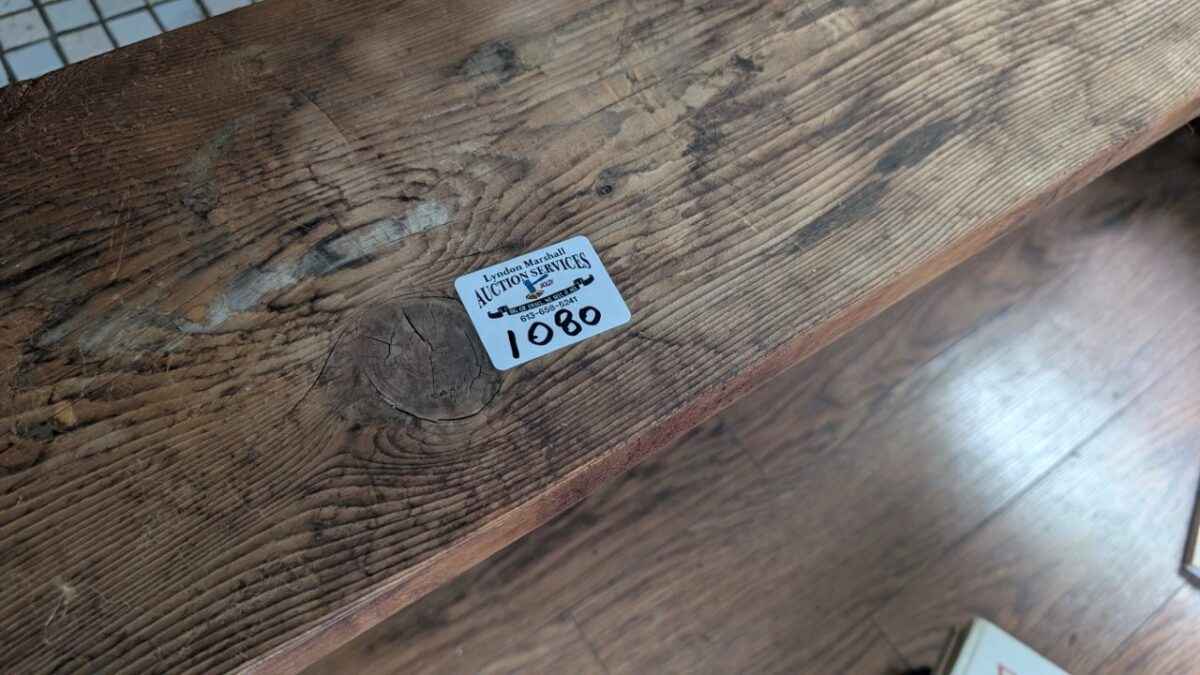 Lyndon Marshall
AUCTION SERVICES
613-658-5241
1080